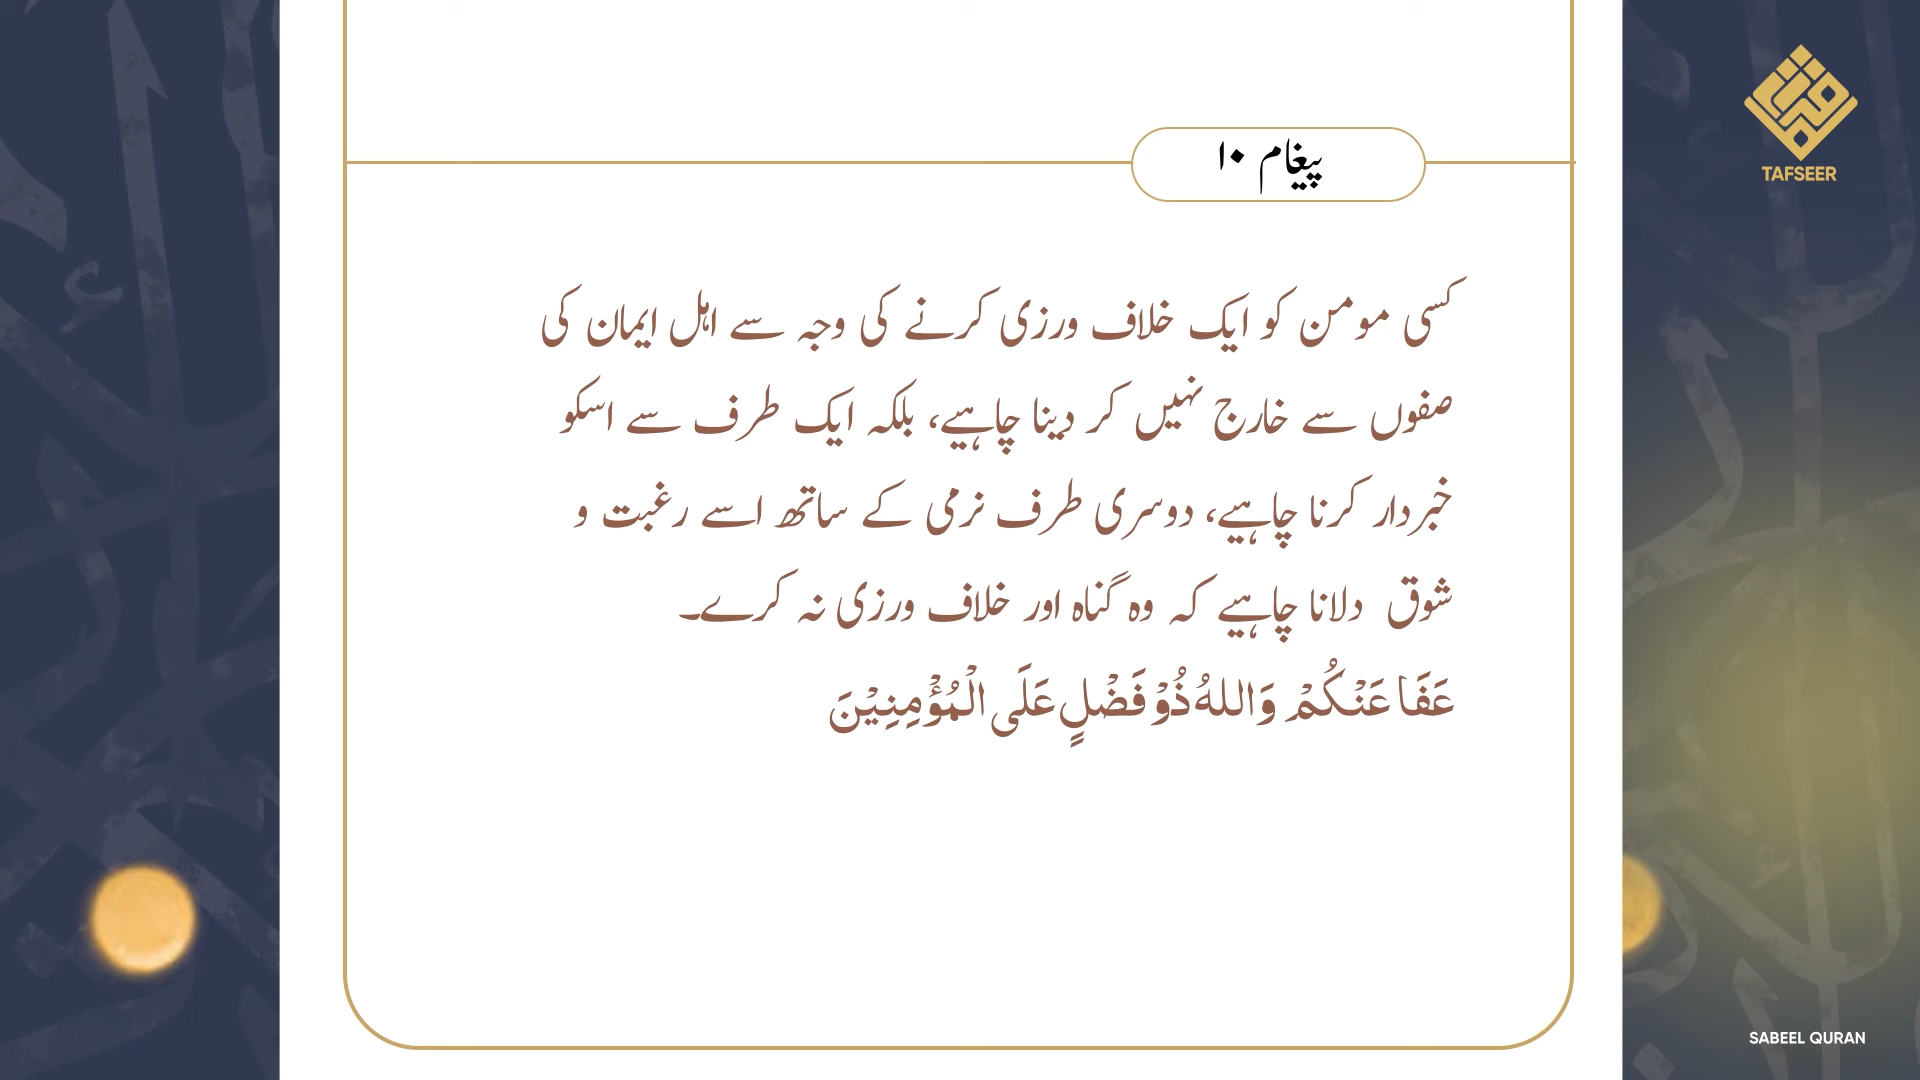 TAFSEER
پیغام ۱۰
کسی مومن کو ایک خلاف ورزی کرنے کی وجہ سے اہل ایمان کی
صفوں سے خارج نہیں کر دینا چاہیے، بلکہ ایک طرف سے اسکو
خبردار کرنا چاہیے، دوسری طرف نرمی کے ساتھ اسے رغبت و
شوق دلانا چاہیے کہ وہ گناہ اور خلاف ورزی نہ کرے۔
عَفَا عَنْكُمْ وَاللهُ ذُوْ فَضْلٍ عَلَى الْمُؤْمِنِيْنَ
SABEEL QURAN